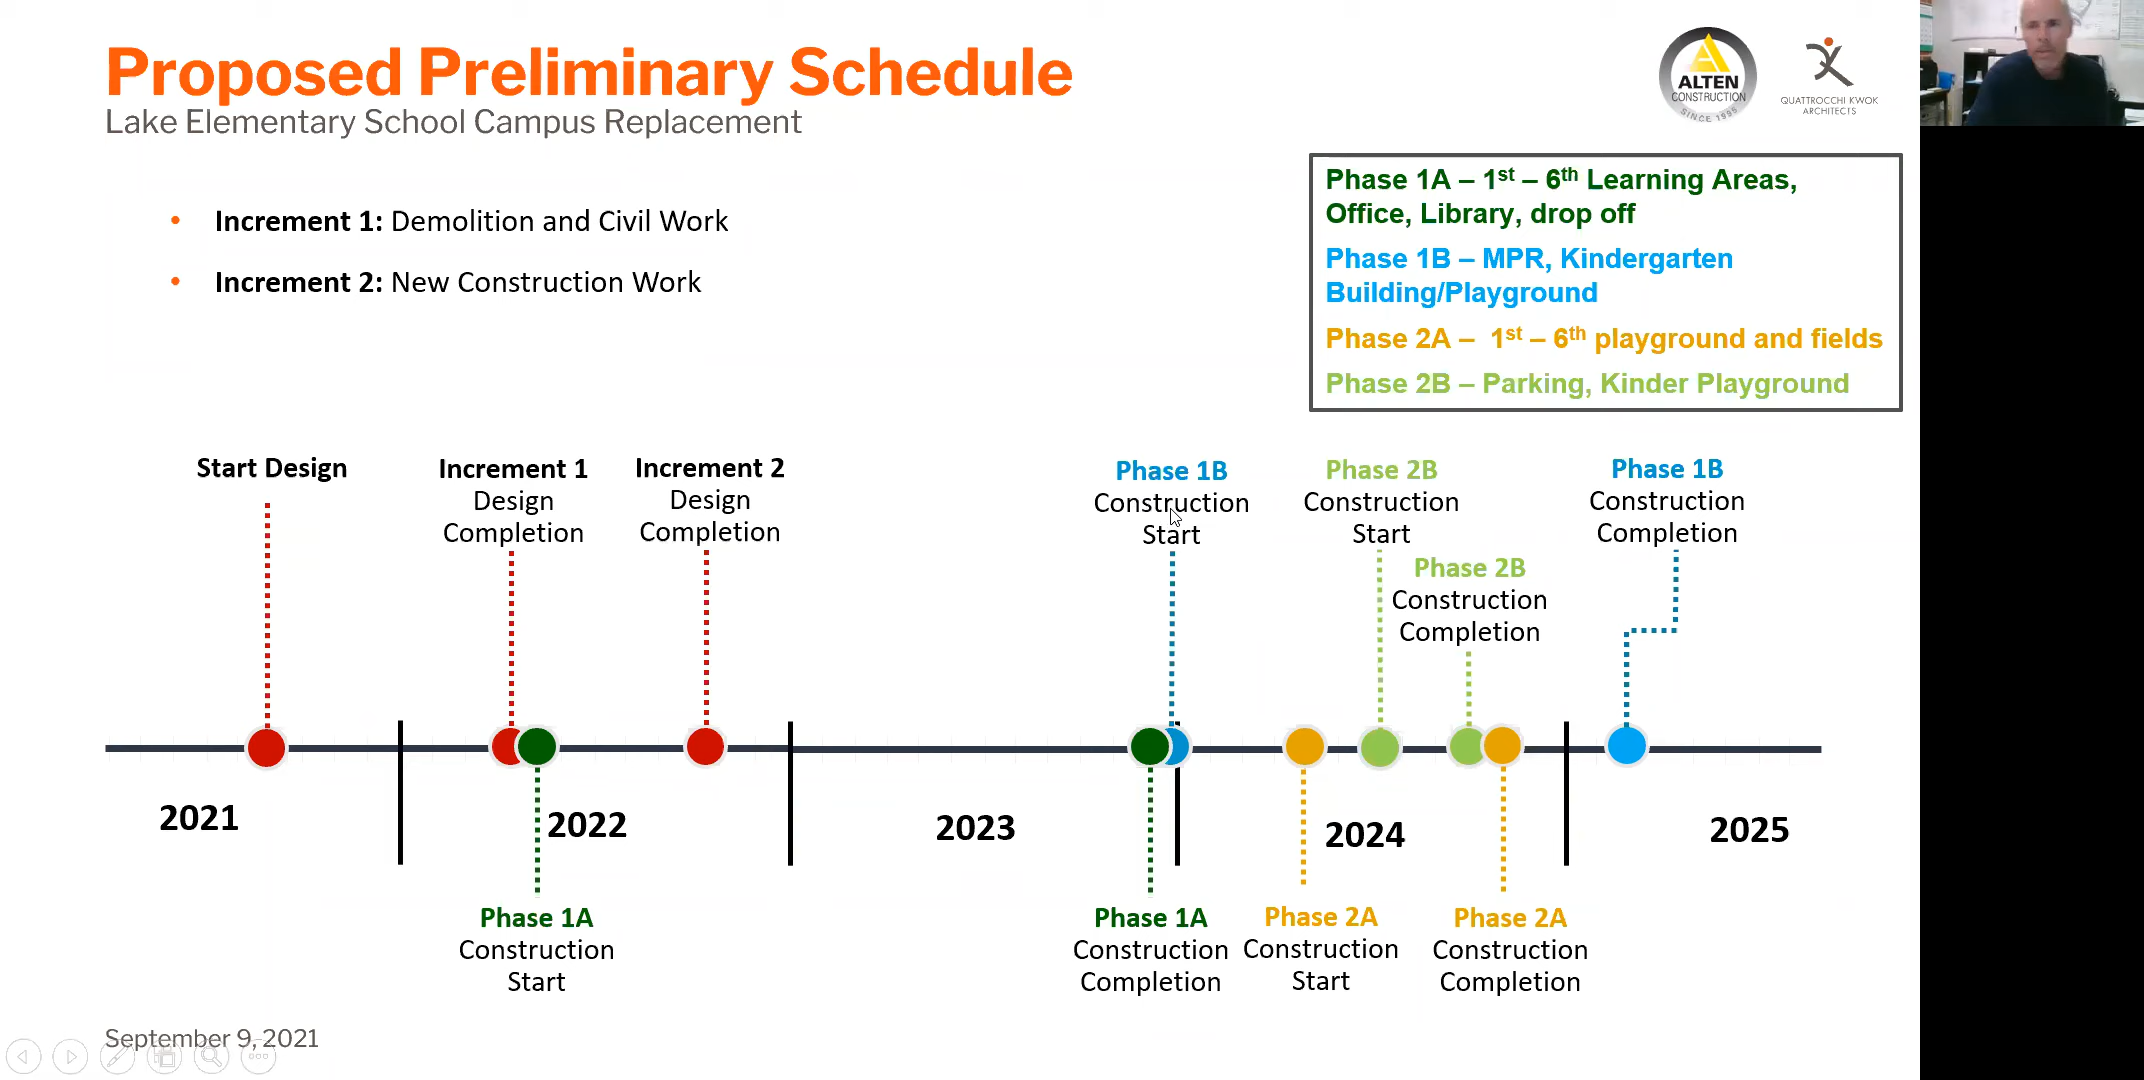 Proposed Preliminary Schedule
Lake Elementary School Campus Replacement
ALTEN
CONSTRUCTION
SINCE 1995
QUATTROCCHI KWOK
ARCHITECTS
• Increment 1: Demolition and Civil Work
• Increment 2: New Construction Work
Phase 1A – 1st – 6th Learning Areas,
Office, Library, drop off
Phase 1B – MPR, Kindergarten
Building/Playground
Phase 2A – 1st – 6th playground and fields
Phase 2B – Parking, Kinder Playground
Start Design
Increment 1
Design
Completion
Increment 2
Design
Completion
Phase 1B
Construction
Start
Phase 2B
Construction
Start
Phase 2B
Construction
Completion
Phase 1B
Construction
Completion
2021
2022
2023
2024
2025
Phase 1A
Construction
Start
Phase 1A
Construction
Completion
Phase 2A
Construction
Start
Phase 2A
Construction
Completion
September 9, 2021